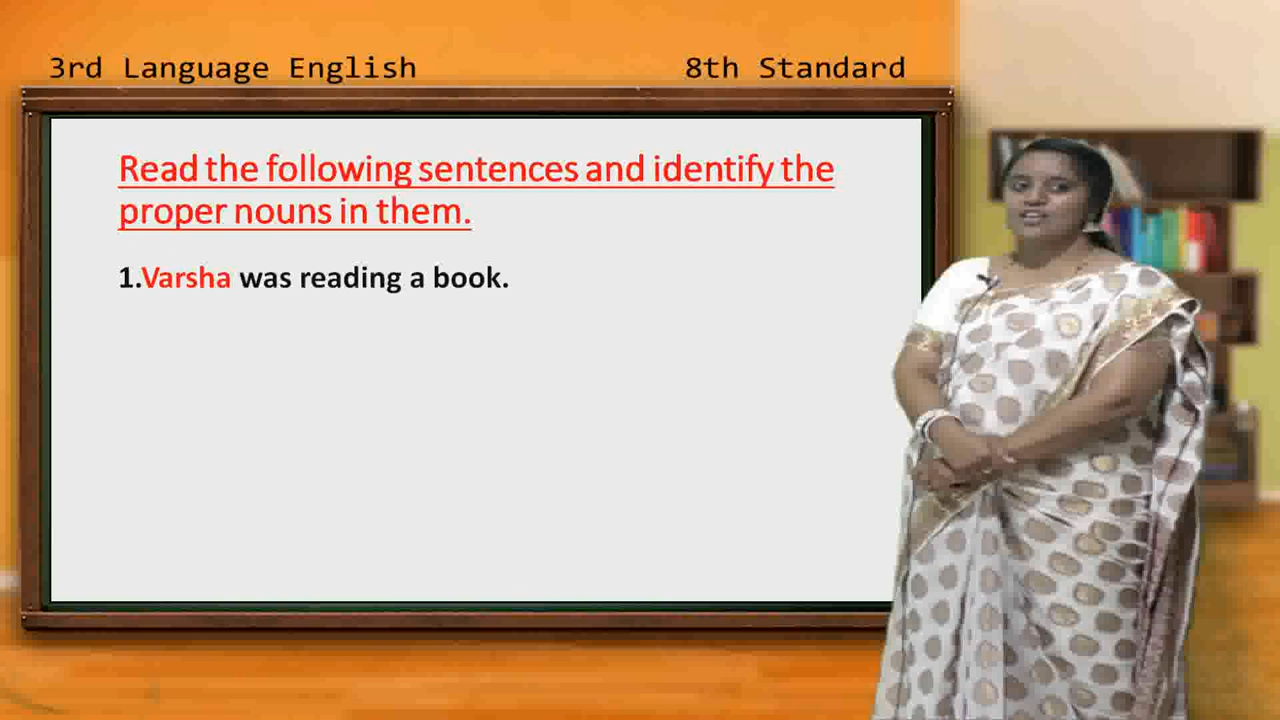 3rd Language English
8th Standard
Read the following sentences and identify the
proper nouns in them.
1.Varsha was reading a book.